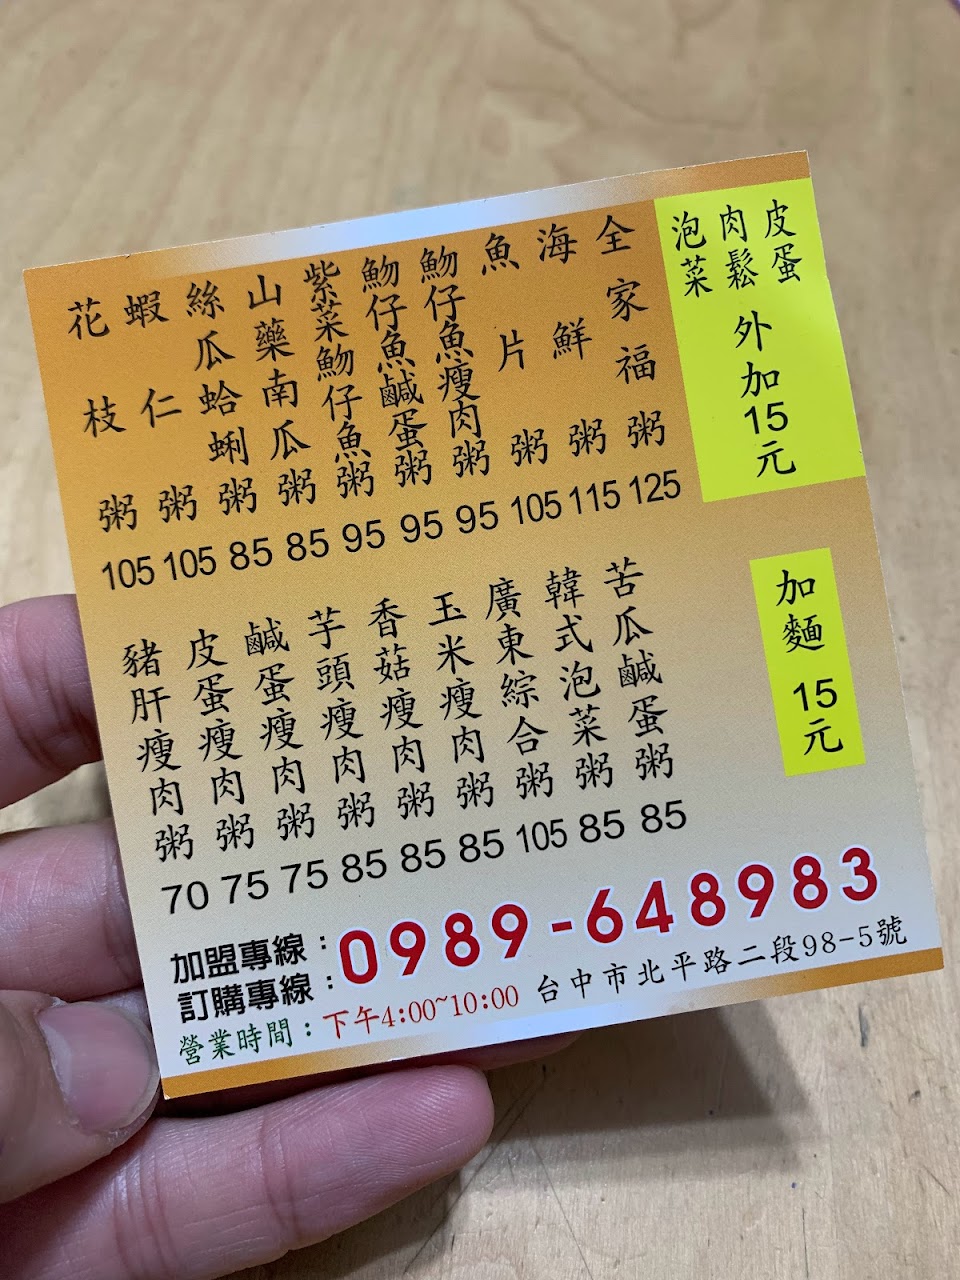 皮蛋
肉鬆
泡菜
外加15元
全家福粥 125
海鮮粥 115
魚片粥 105
魩仔魚瘦肉粥 95
魩仔魚鹹蛋粥 95
紫菜魩仔魚粥 95
山藥南瓜粥 85
絲瓜蛤蜊粥 85
蝦仁粥 105
花枝粥 105
加麵 15元
苦瓜鹹蛋粥 85
韓式泡菜粥 85
廣東綜合粥 105
玉米瘦肉粥 85
香菇瘦肉粥 85
芋頭瘦肉粥 85
鹹蛋瘦肉粥 75
皮蛋瘦肉粥 75
豬肝瘦肉粥 70
加盟專線：
訂購專線：
0989-648983
營業時間：下午4:00~10:00 台中市北平路二段98-5號